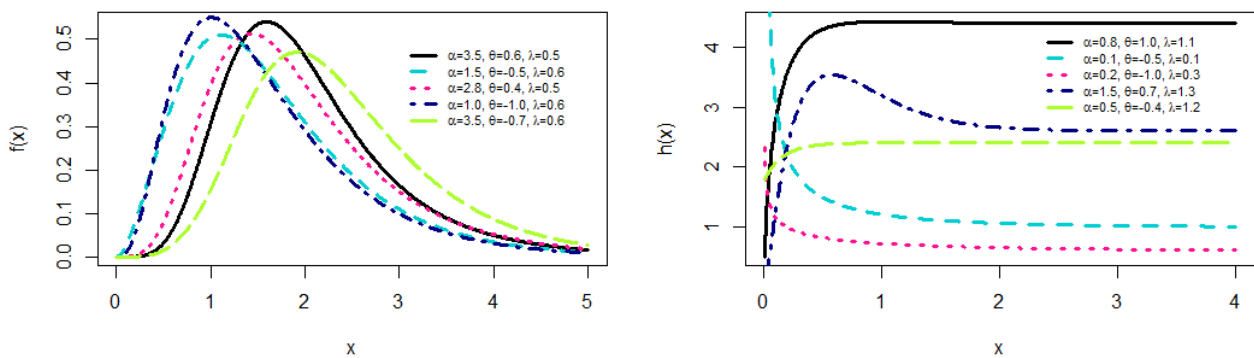 f(x)
0.0 0.1 0.2 0.3 0.4 0.5
α=3.5, θ=0.6, λ=0.5
α=1.5, θ=-0.5, λ=0.6
α=2.8, θ=0.4, λ=0.5
α=1.0, θ=-1.0, λ=0.6
α=3.5, θ=-0.7, λ=0.6
0 1 2 3 4 5
x
h(x)
1 2 3 4
α=0.8, θ=1.0, λ=1.1
α=0.1, θ=-0.5, λ=0.1
α=0.2, θ=-1.0, λ=0.3
α=1.5, θ=0.7, λ=1.3
α=0.5, θ=-0.4, λ=1.2
0 1 2 3 4
x